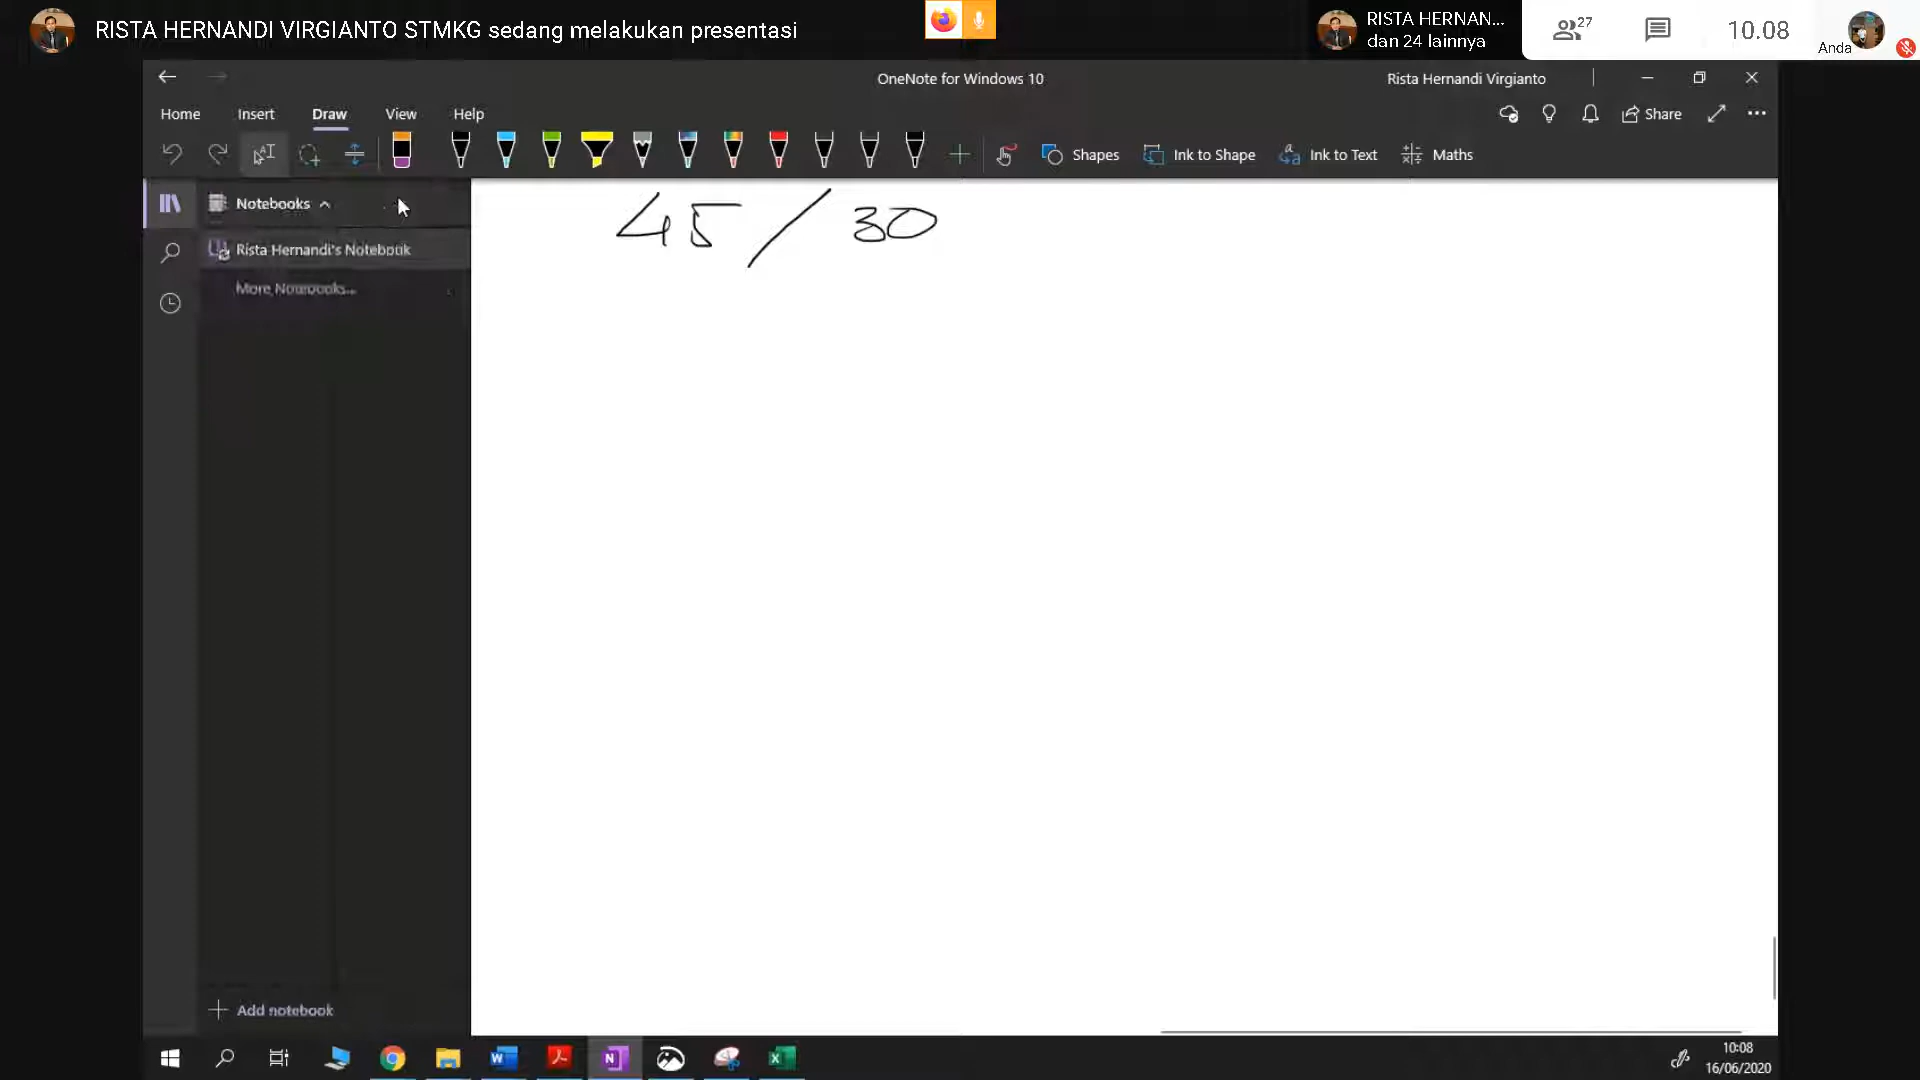 RISTA HERNANDI VIRGIANTO STMKG sedang melakukan presentasi
RISTA HERNAN...
dan 24 lainnya
27
10.08
Anda
OneNote for Windows 10
Rista Hernandi Virgianto
Home Insert Draw View Help
Share
Shapes Ink to Shape Ink to Text Maths
Notebooks
Rista Hernandi's Notebook
More Notebooks...
45 / 30
Add notebook
10:08
16/06/2020